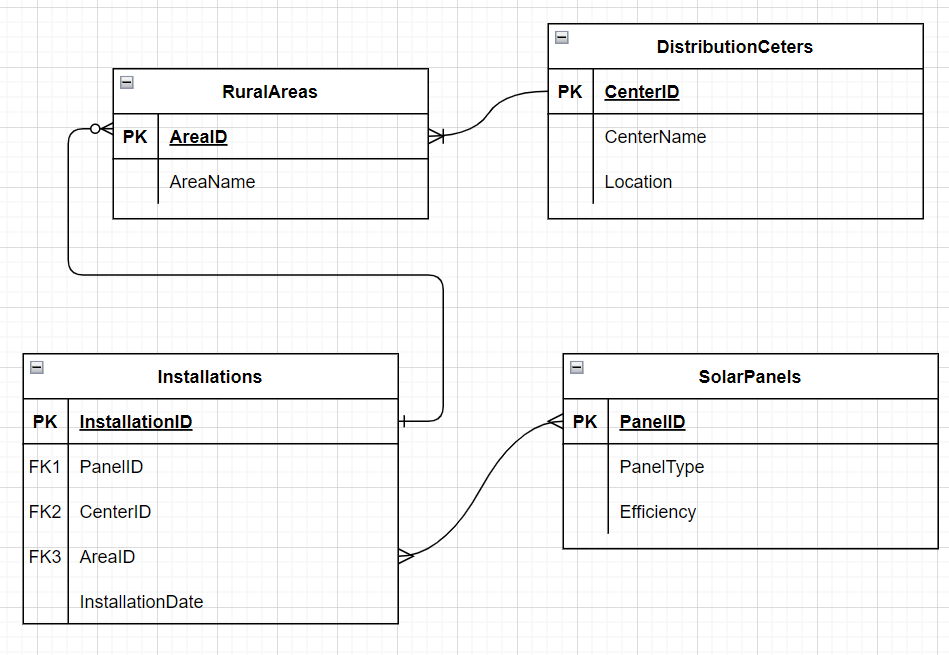 RuralAreas
PK AreaID
AreaName
DistributionCeters
PK CenterID
CenterName
Location
Installations
PK InstallationID
FK1 PanelID
FK2 CenterID
FK3 AreaID
InstallationDate
SolarPanels
PK PanelID
PanelType
Efficiency